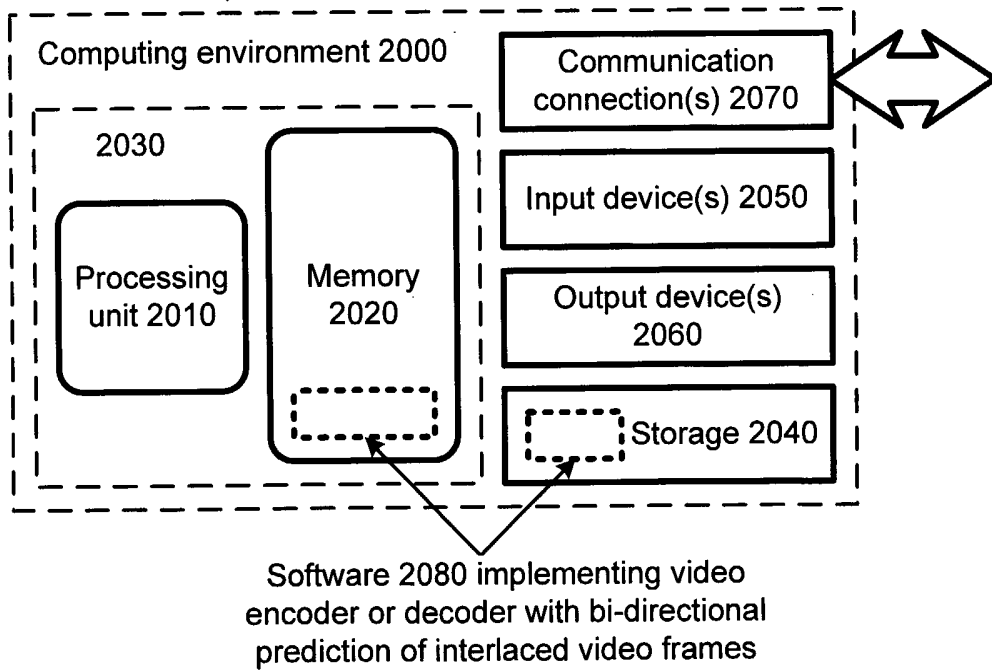 Computing environment 2000
Communication
connection(s) 2070
2030
Input device(s) 2050
Processing
unit 2010
Memory
2020
Output device(s)
2060
Storage 2040
Software 2080 implementing video
encoder or decoder with bi-directional
prediction of interlaced video frames